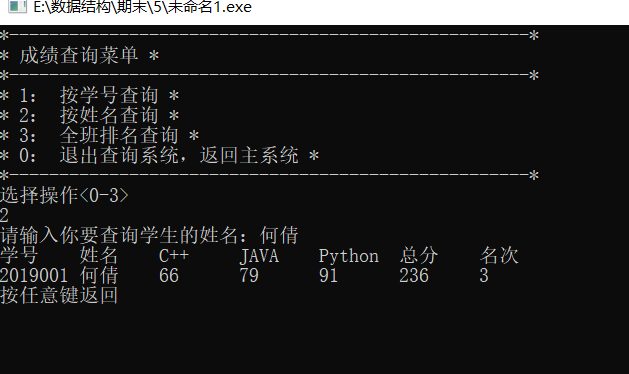 E:\数据结构\期末\5\未命名1.exe
*----------------------------------------------------*
* 成绩查询菜单 *
*----------------------------------------------------*
* 1： 按学号查询 *
* 2： 按姓名查询 *
* 3： 全班排名查询 *
* 0： 退出查询系统，返回主系统 *
*----------------------------------------------------*
选择操作<0-3>
2
请输入你要查询学生的姓名：何倩
学号 姓名 C++ JAVA Python 总分 名次
2019001 何倩 66 79 91 236 3
按任意键返回